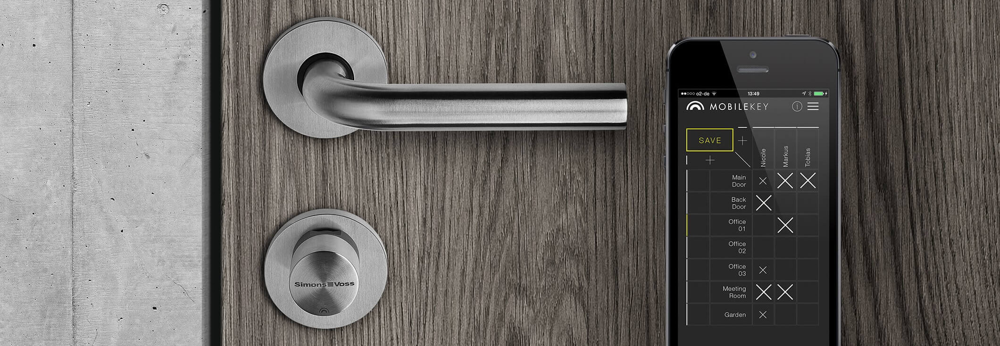 o2-de 13:49
MOBILEKEY
SAVE
Nicole
Markus
Tobias
Main
Door
Back
Door
Office
01
Office
02
Office
03
Meeting
Room
Garden
SimonsVoss